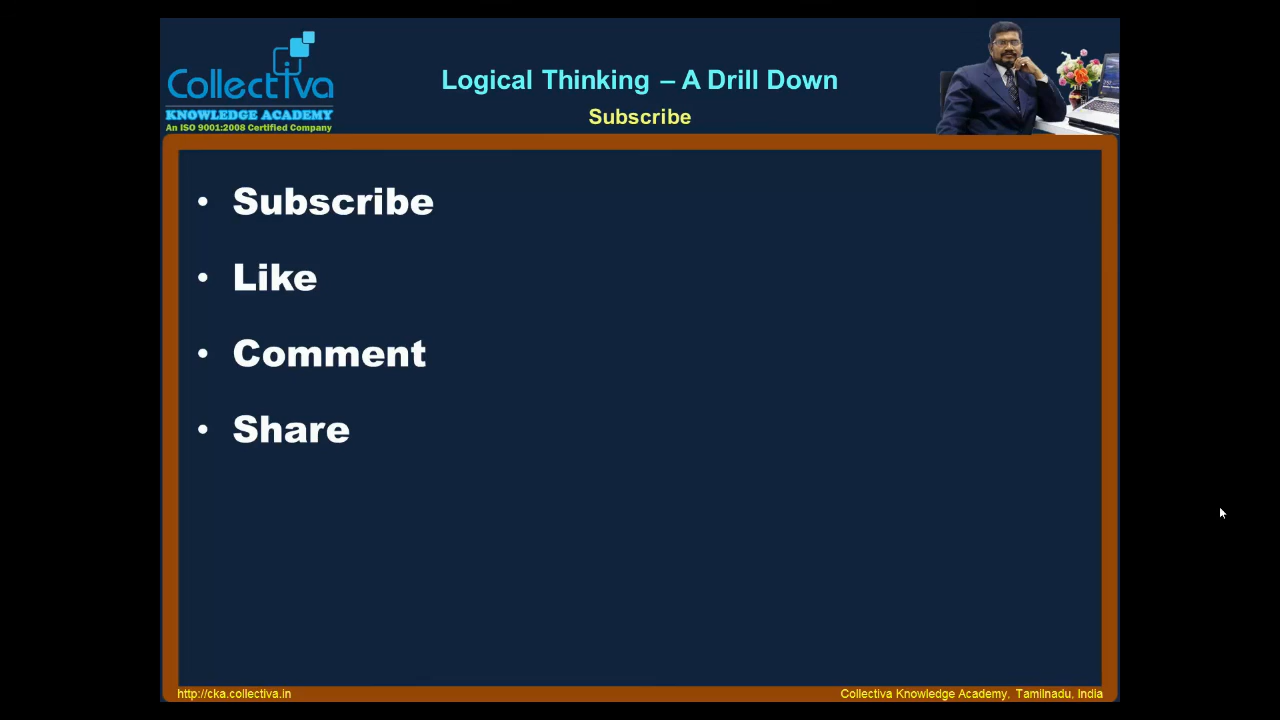 Collectiva
KNOWLEDGE ACADEMY
An ISO 9001:2008 Certified Company
Logical Thinking – A Drill Down
Subscribe
• Subscribe
• Like
• Comment
• Share
http://cka.collectiva.in
Collectiva Knowledge Academy, Tamilnadu, India